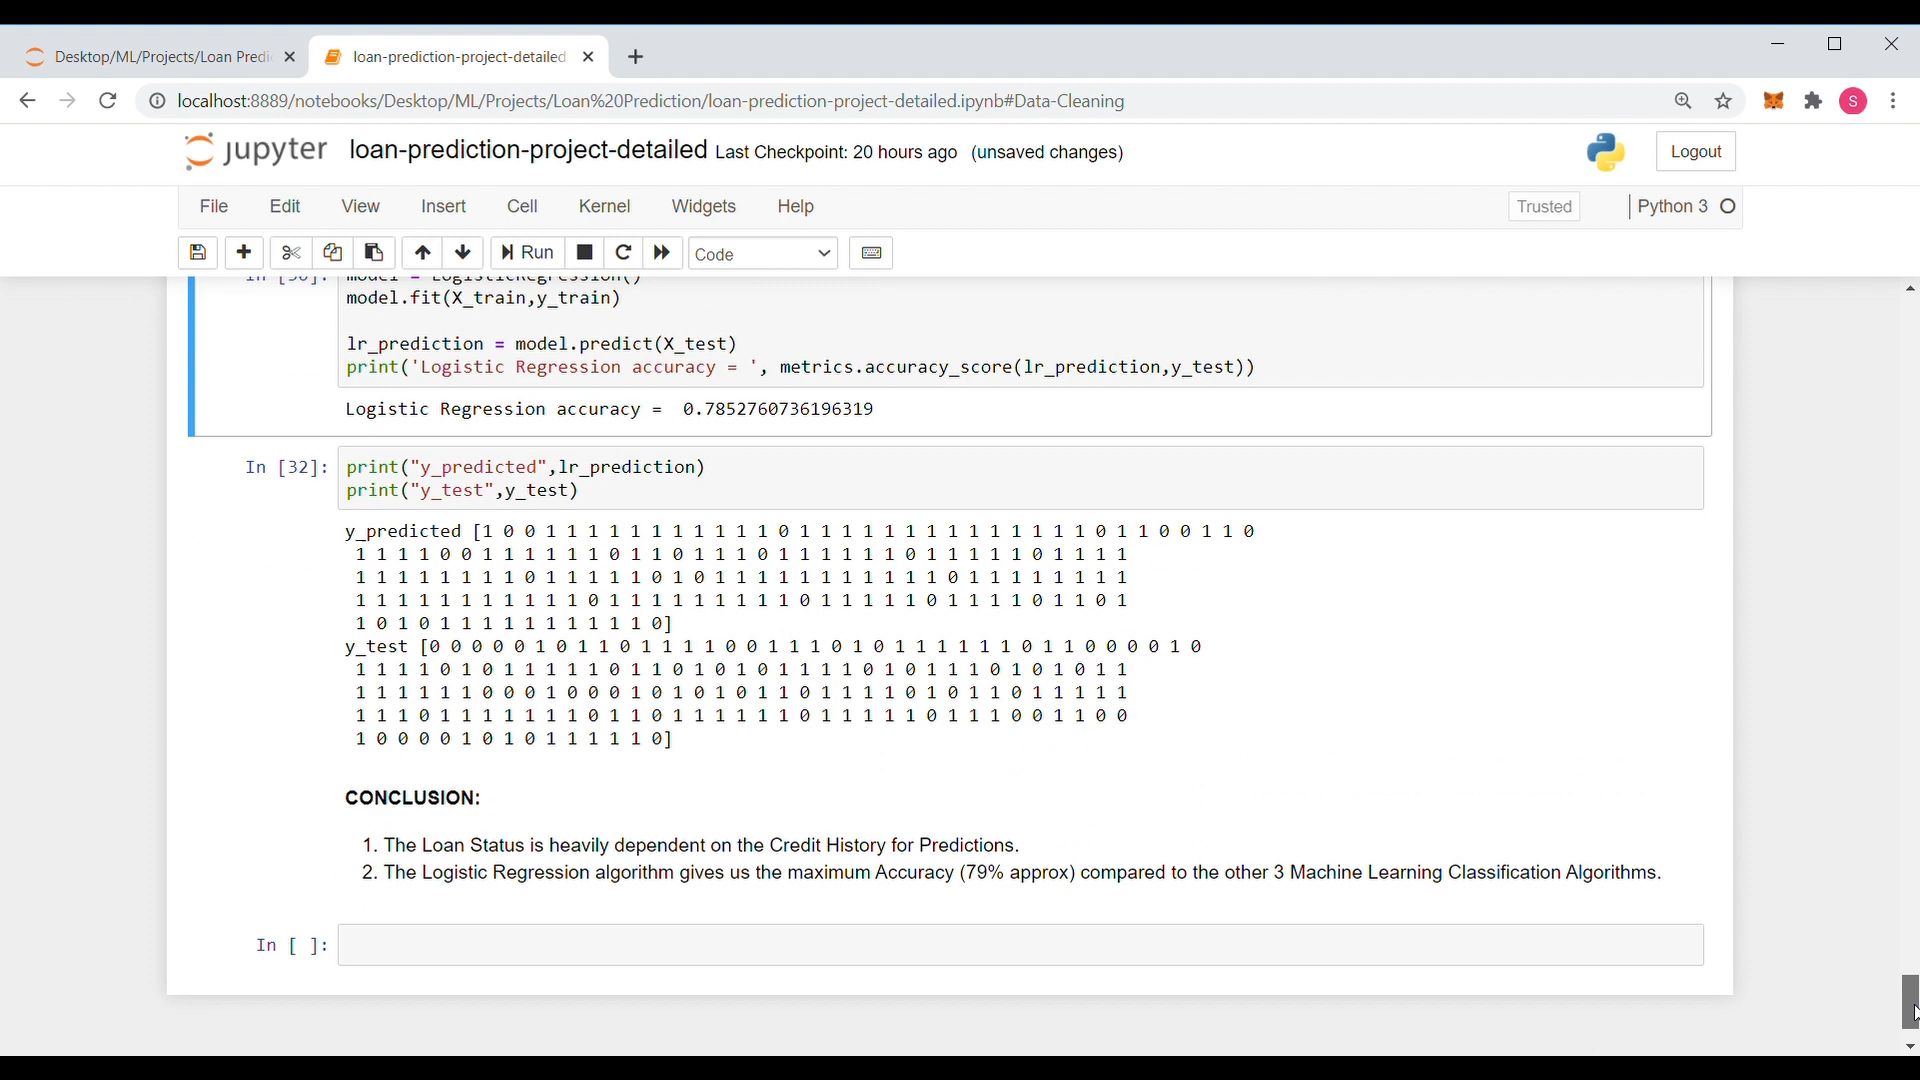 Desktop/ML/Projects/Loan Predi
loan-prediction-project-detailed
localhost:8889/notebooks/Desktop/ML/Projects/Loan%20Prediction/loan-prediction-project-detailed.ipynb#Data-Cleaning
S
jupyter loan-prediction-project-detailed Last Checkpoint: 20 hours ago (unsaved changes)
Logout
File Edit View Insert Cell Kernel Widgets Help
Trusted Python 3
Run Code
model = LogisticRegression()
model.fit(X_train,y_train)
lr_prediction = model.predict(X_test)
print('Logistic Regression accuracy = ', metrics.accuracy_score(lr_prediction,y_test))
Logistic Regression accuracy =  0.7852760736196319
In [32]: print("y_predicted",lr_prediction)
print("y_test",y_test)
y_predicted [1 0 0 1 1 1 1 1 1 1 1 1 1 1 0 1 1 1 1 1 1 1 1 1 1 1 1 1 1 0 1 1 0 0 1 1 0
1 1 1 1 0 0 1 1 1 1 1 1 0 1 1 0 1 1 1 0 1 1 1 1 1 1 0 1 1 1 1 1 0 1 1 1 1
1 1 1 1 1 1 1 1 0 1 1 1 1 1 0 1 0 1 1 1 1 1 1 1 1 1 1 1 0 1 1 1 1 1 1 1 1
1 1 1 1 1 1 1 1 1 1 1 0 1 1 1 1 1 1 1 1 1 0 1 1 1 1 1 0 1 1 1 1 0 1 1 0 1
1 0 1 0 1 1 1 1 1 1 1 1 1 1 0]
y_test [0 0 0 0 0 1 0 1 1 0 1 1 1 1 0 0 1 1 1 0 1 0 1 1 1 1 1 1 0 1 1 0 0 0 0 1 0
1 1 1 1 0 1 0 1 1 1 1 1 0 1 1 0 1 0 1 0 1 1 1 1 0 1 0 1 1 1 0 1 0 1 0 1 1
1 1 1 1 1 1 0 0 0 1 0 0 0 1 0 1 0 1 0 1 1 0 1 1 1 1 0 1 0 1 1 0 1 1 1 1 1
1 1 1 0 1 1 1 1 1 1 1 0 1 1 0 1 1 1 1 1 1 0 1 1 1 1 1 0 1 1 1 0 0 1 1 0 0
1 0 0 0 0 1 0 1 0 1 1 1 1 1 0]
CONCLUSION:
1. The Loan Status is heavily dependent on the Credit History for Predictions.
2. The Logistic Regression algorithm gives us the maximum Accuracy (79% approx) compared to the other 3 Machine Learning Classification Algorithms.
In [ ]: